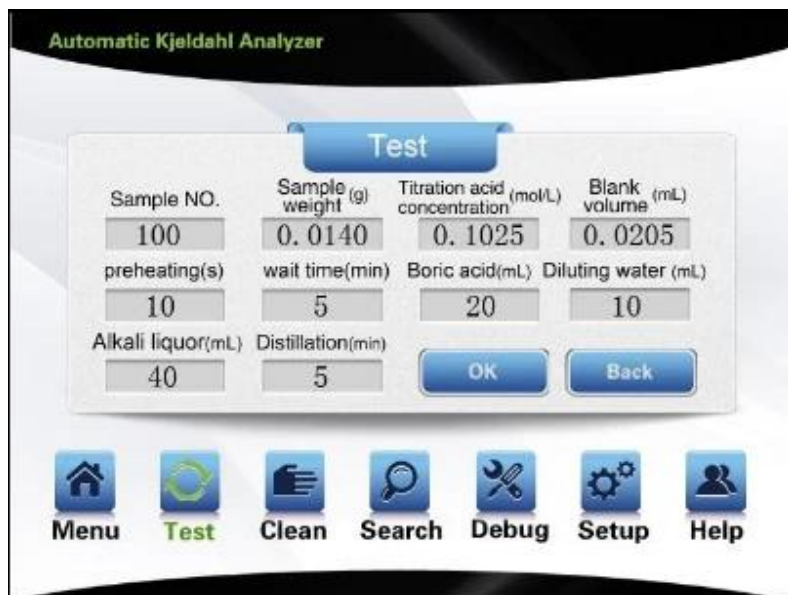 Automatic Kjeldahl Analyzer
Test
Sample NO.
Sample weight (g)
Titration acid concentration (mol/L)
Blank volume (mL)
100
0.0140
0.1025
0.0205
preheating(s)
wait time(min)
Boric acid(mL)
Diluting water (mL)
10
5
20
10
Alkali liquor(mL)
Distillation(min)
40
5
OK
Back
Menu
Test
Clean
Search
Debug
Setup
Help